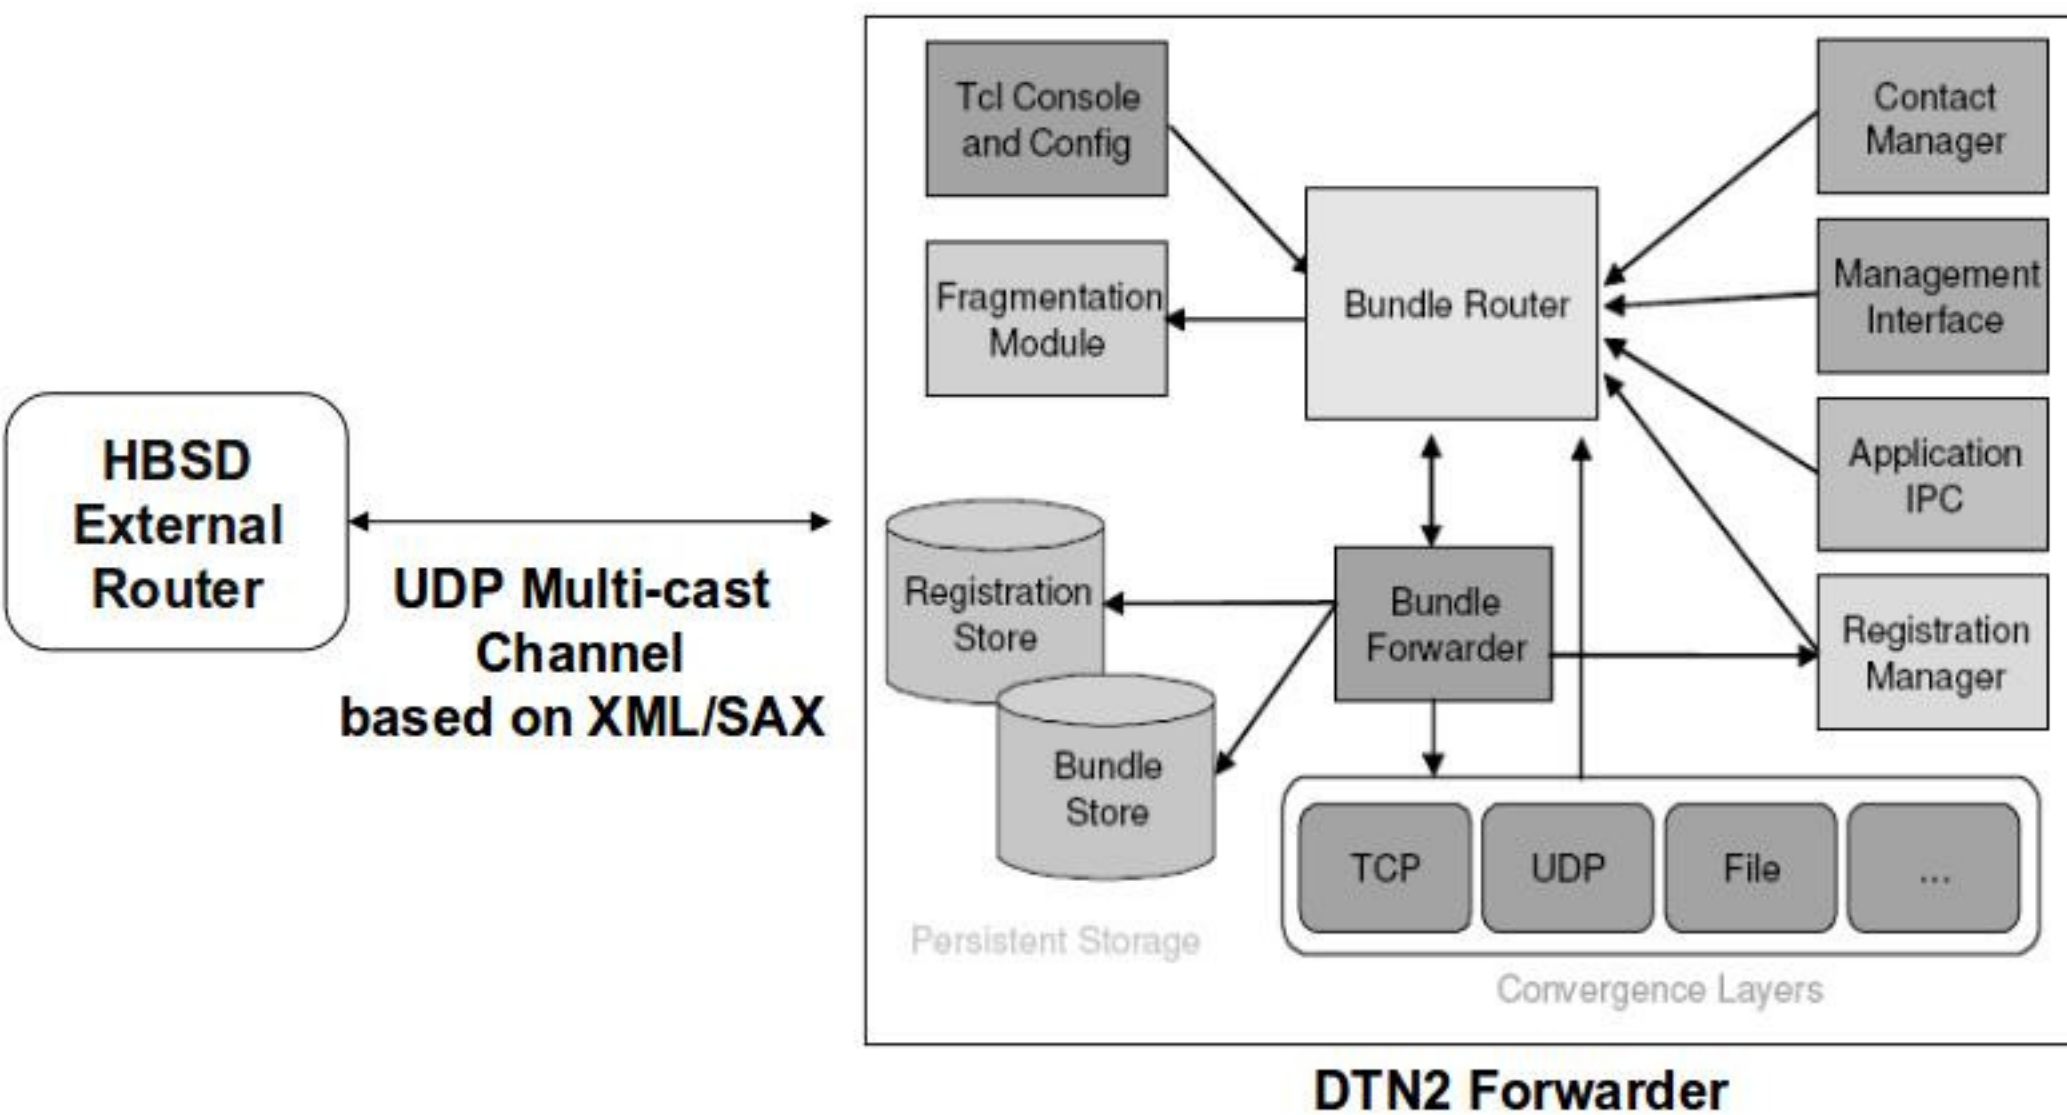 HBSD
External
Router
UDP Multi-cast
Channel
based on XML/SAX
Tcl Console
and Config
Fragmentation
Module
Bundle Router
Contact
Manager
Management
Interface
Application
IPC
Registration
Manager
Registration
Store
Bundle
Store
Bundle
Forwarder
TCP
UDP
File
...
Persistent Storage
Convergence Layers
DTN2 Forwarder